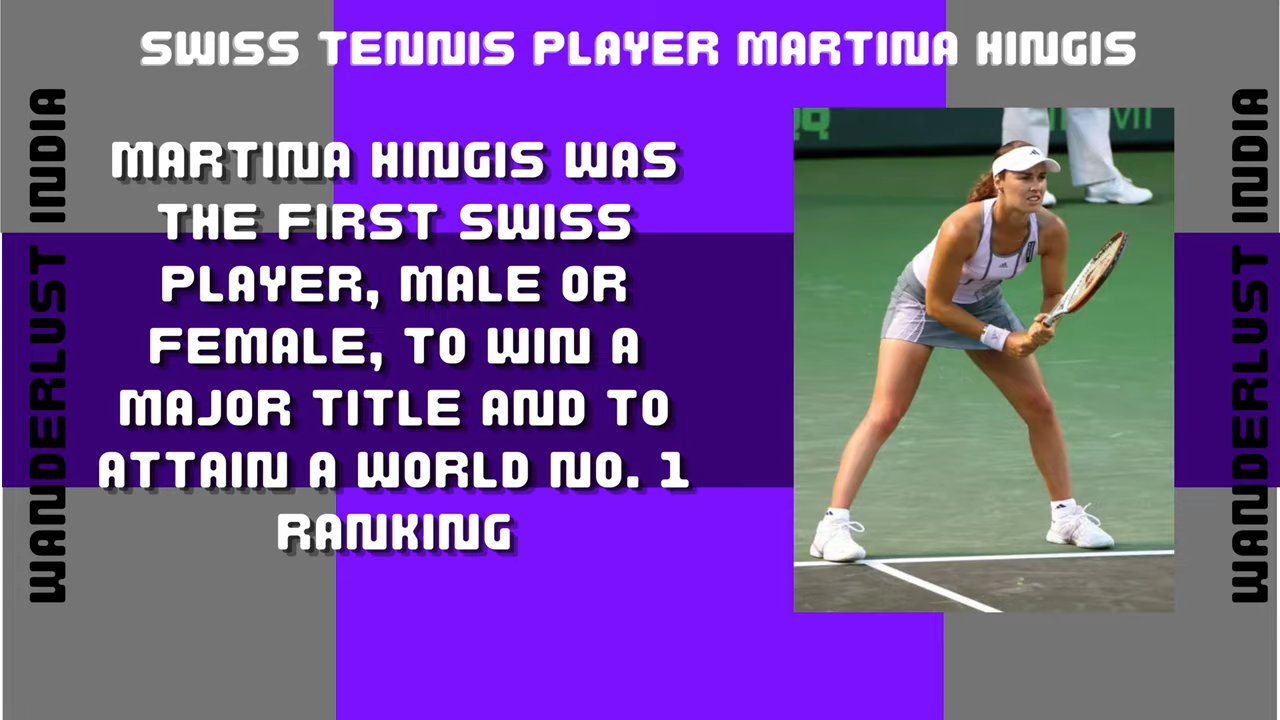 SWISS TENNIS PLAYER MARTINA HINGIS
MARTINA HINGIS WAS
THE FIRST SWISS
PLAYER, MALE OR
FEMALE, TO WIN A
MAJOR TITLE AND TO
ATTAIN A WORLD NO. 1
RANKING
WANDERLUST INDIA
WANDERLUST INDIA